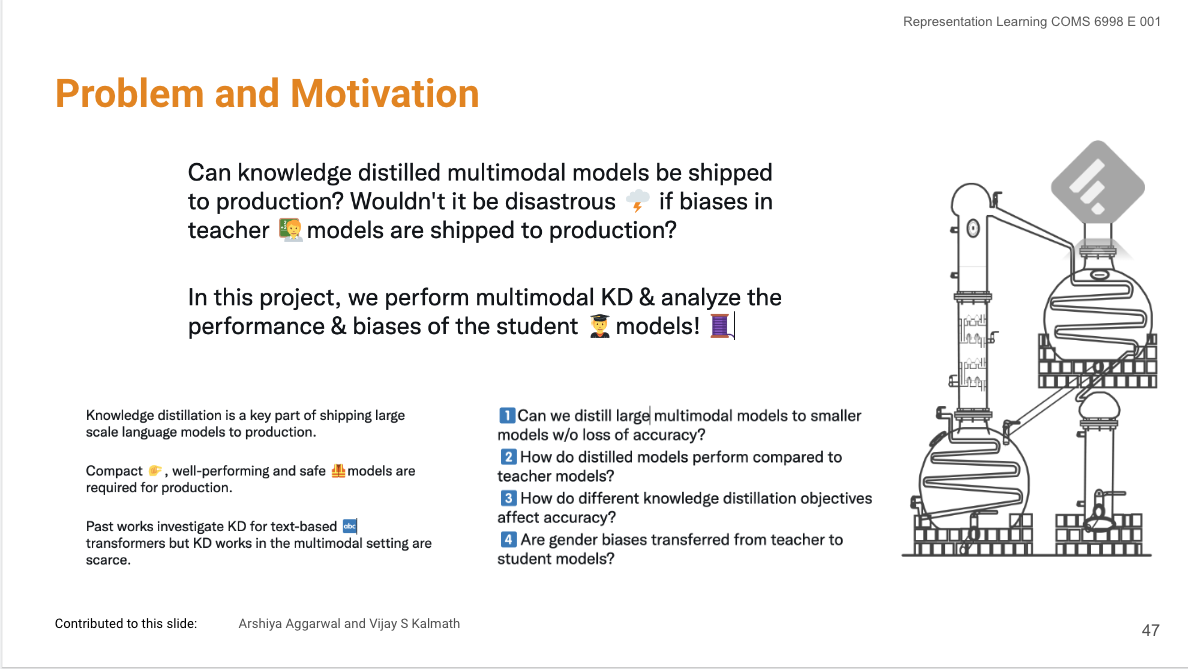 Representation Learning COMS 6998 E 001
Problem and Motivation
Can knowledge distilled multimodal models be shipped
to production? Wouldn't it be disastrous 🌩️ if biases in
teacher 🧑‍🏫 models are shipped to production?
In this project, we perform multimodal KD & analyze the
performance & biases of the student 👨‍🎓 models! 🧵
Knowledge distillation is a key part of shipping large
scale language models to production.
Compact 🤏, well-performing and safe 🦺 models are
required for production.
Past works investigate KD for text-based 🔤
transformers but KD works in the multimodal setting are
scarce.
1️⃣ Can we distill large multimodal models to smaller
models w/o loss of accuracy?
2️⃣ How do distilled models perform compared to
teacher models?
3️⃣ How do different knowledge distillation objectives
affect accuracy?
4️⃣ Are gender biases transferred from teacher to
student models?
Contributed to this slide: Arshiya Aggarwal and Vijay S Kalmath
47